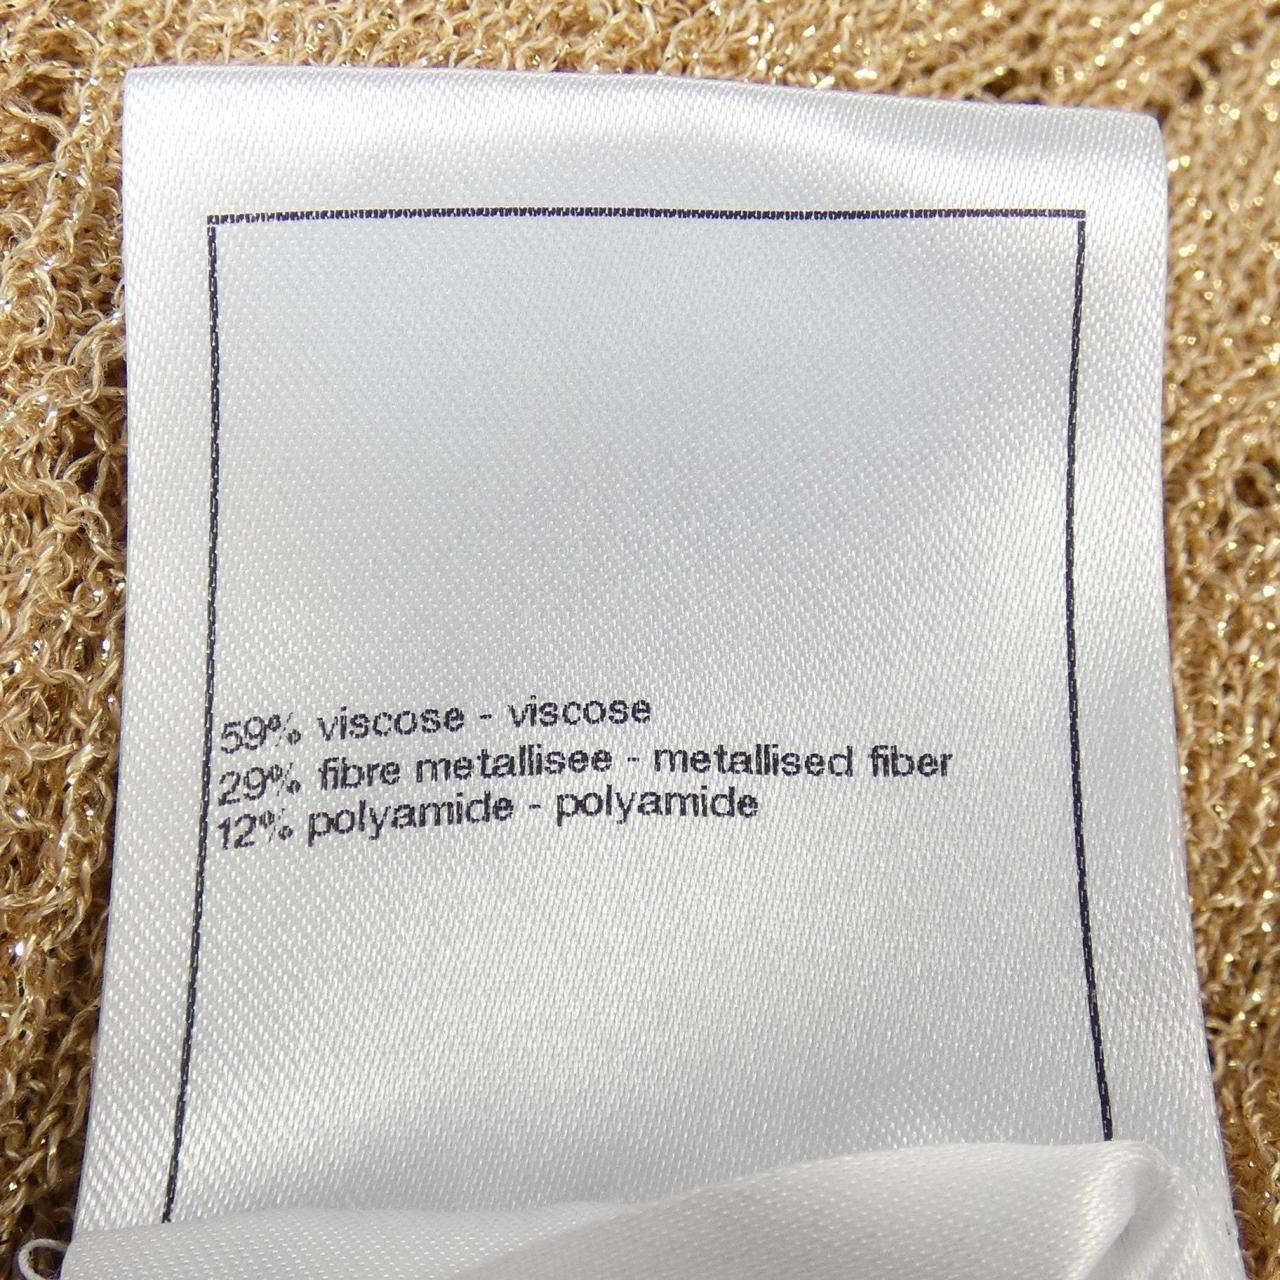 59% viscose - viscose
29% fibre metallisee - metallised fiber
12% polyamide - polyamide